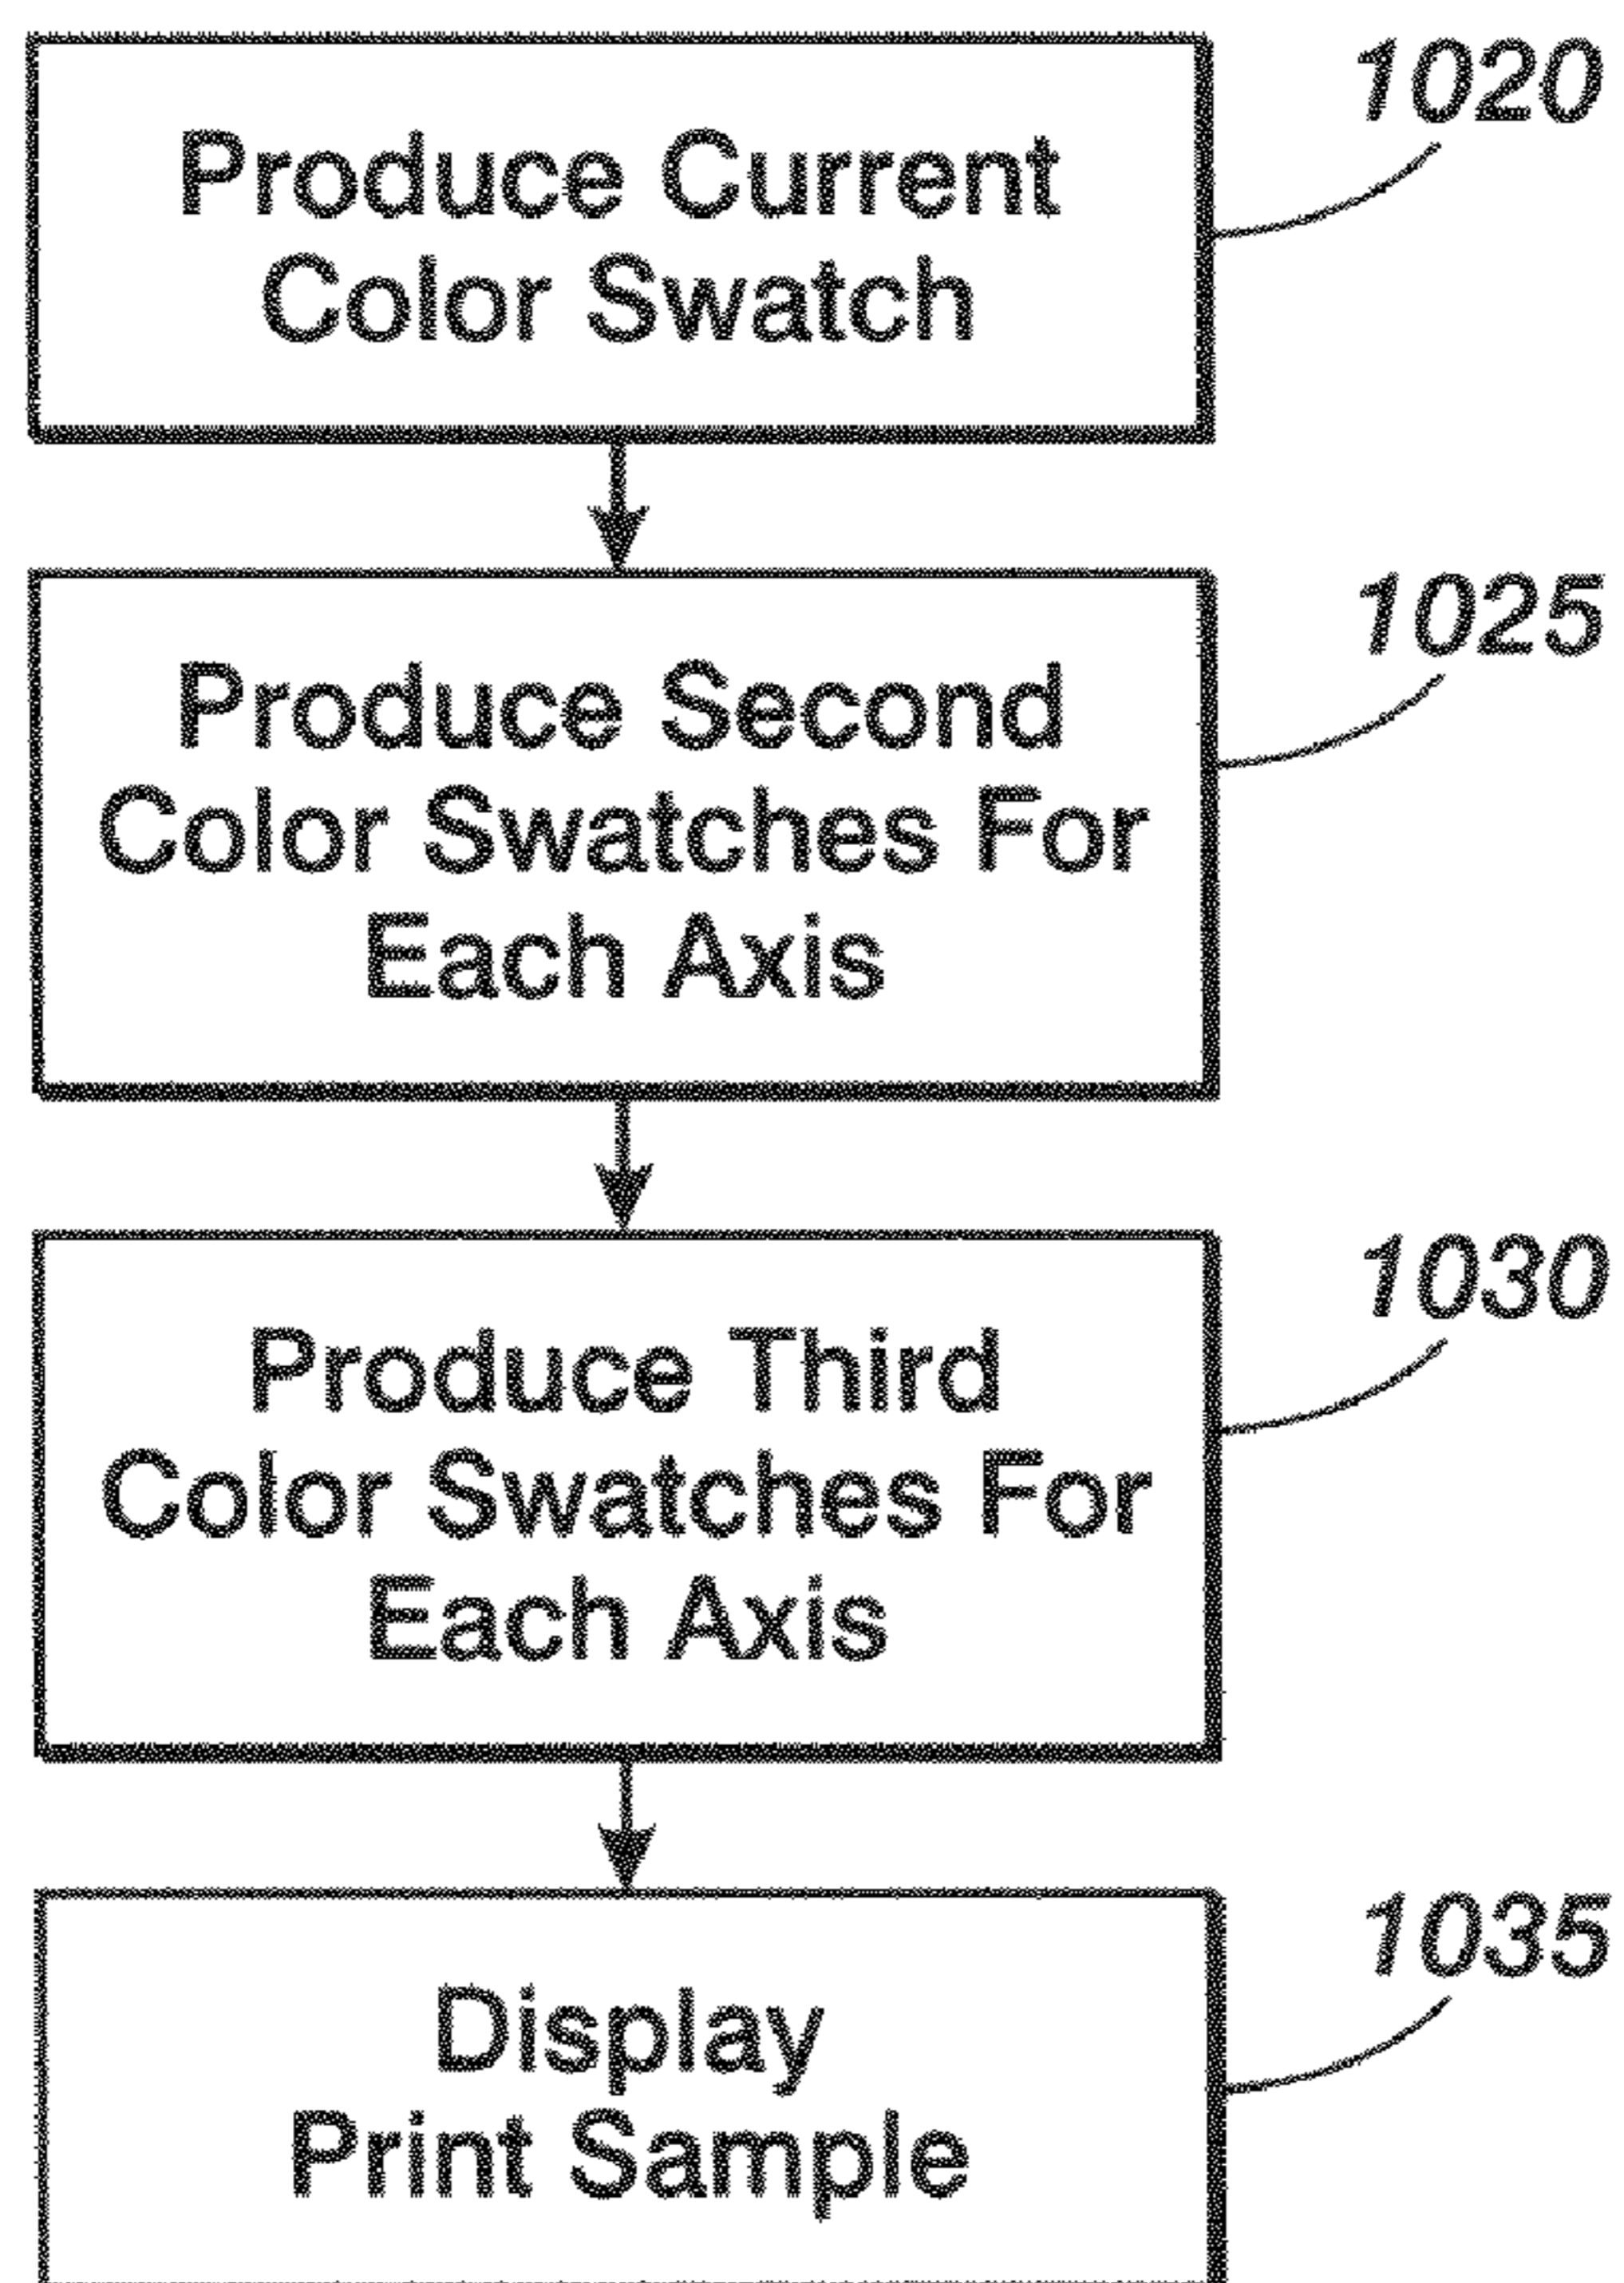 1020
Produce Current
Color Swatch
1025
Produce Second
Color Swatches For
Each Axis
1030
Produce Third
Color Swatches For
Each Axis
1035
Display
Print Sample